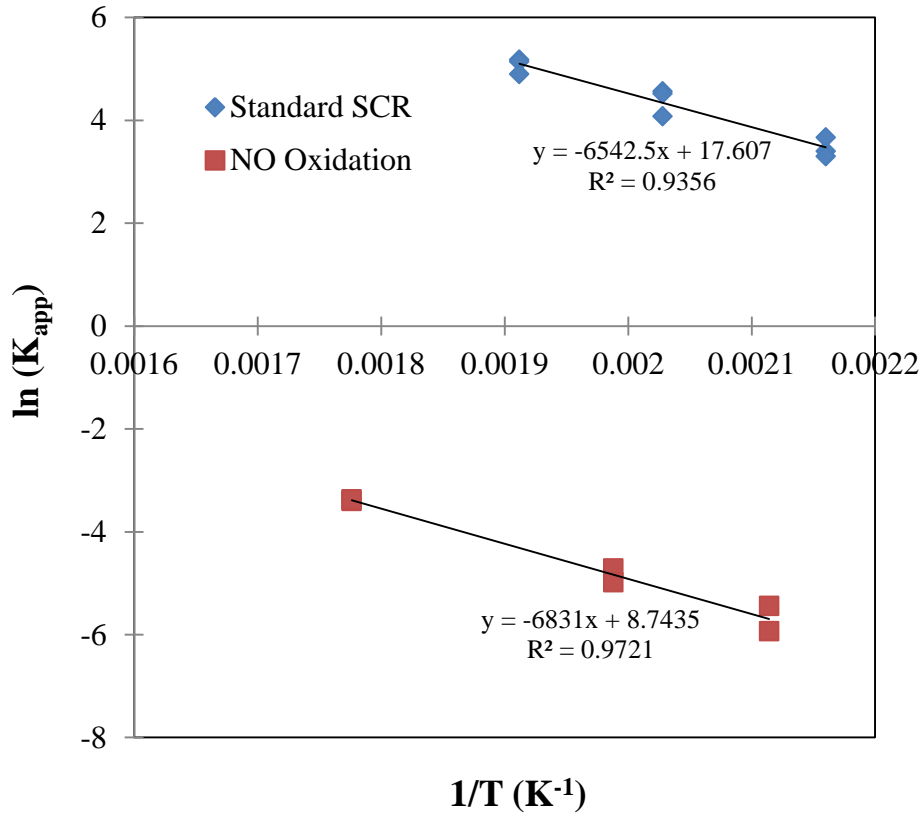 6
Standard SCR
4
NO Oxidation
y = -6542.5x + 17.607
R² = 0.9356
2
0
0.0016 0.0017 0.0018 0.0019 0.002 0.0021 0.0022
ln (Kapp)
-2
-4
y = -6831x + 8.7435
R² = 0.9721
-6
-8
1/T (K-1)